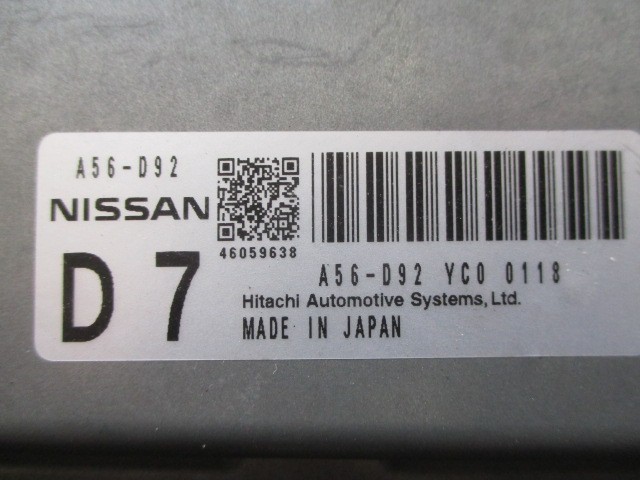 A56-D92
NISSAN
46059638
D 7
A56-D92 YC0 0118
Hitachi Automotive Systems, Ltd.
MADE IN JAPAN